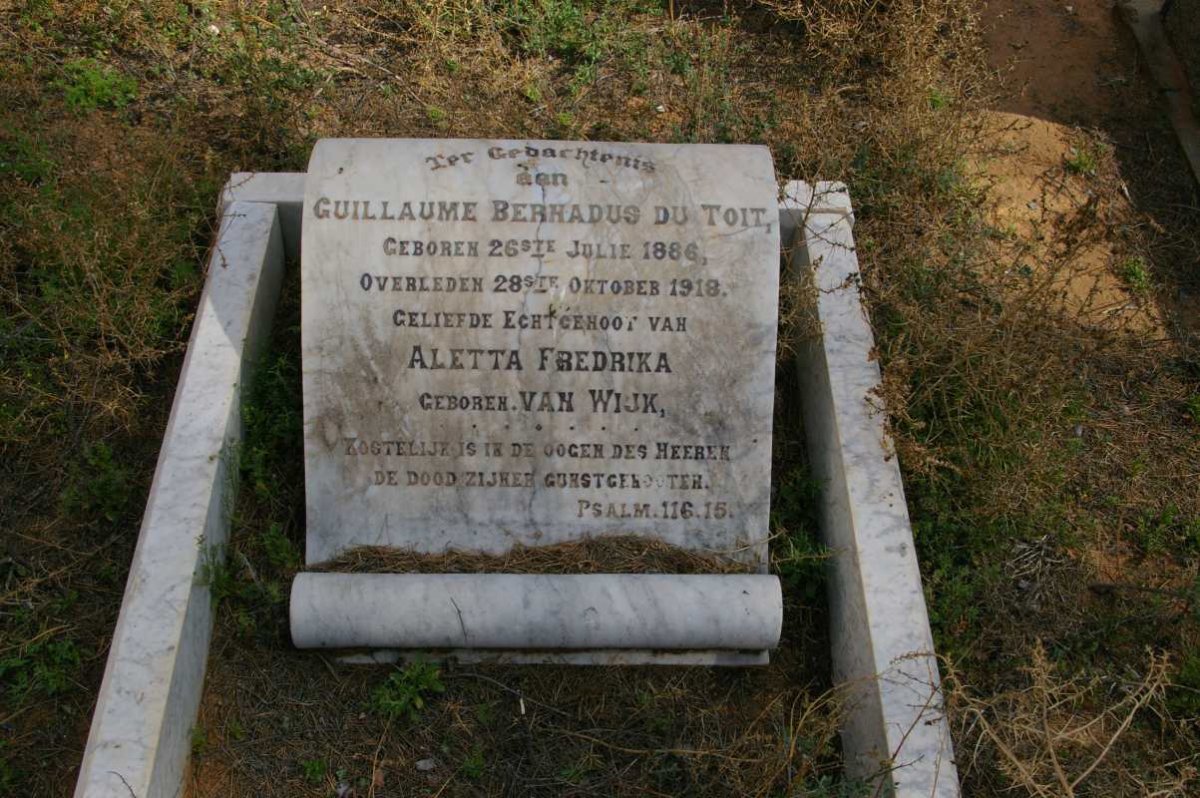 Ter Gedachtenis
aan
GUILLAUME BERNADUS DU TOIT,
GEBOREN 26STE JULIE 1886,
OVERLEDEN 28STE OKTOBER 1918.
GELIEFDE ECHTGENOOT VAN
ALETTA FREDRIKA
GEBOREN. VAN WIJK,
KOSTELIJK IS IN DE OOGEN DES HEEREN
DE DOOD ZIJNER GUNSTGENOOTEN.
PSALM. 116.15.